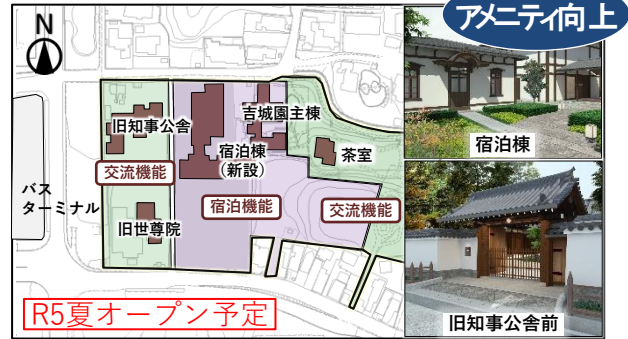 アメニティ向上
N
旧知事公舎
吉城園主棟
宿泊棟
(新設)
茶室
交流機能
バス
ターミナル
宿泊機能
交流機能
旧世尊院
R5夏オープン予定
宿泊棟
旧知事公舎前